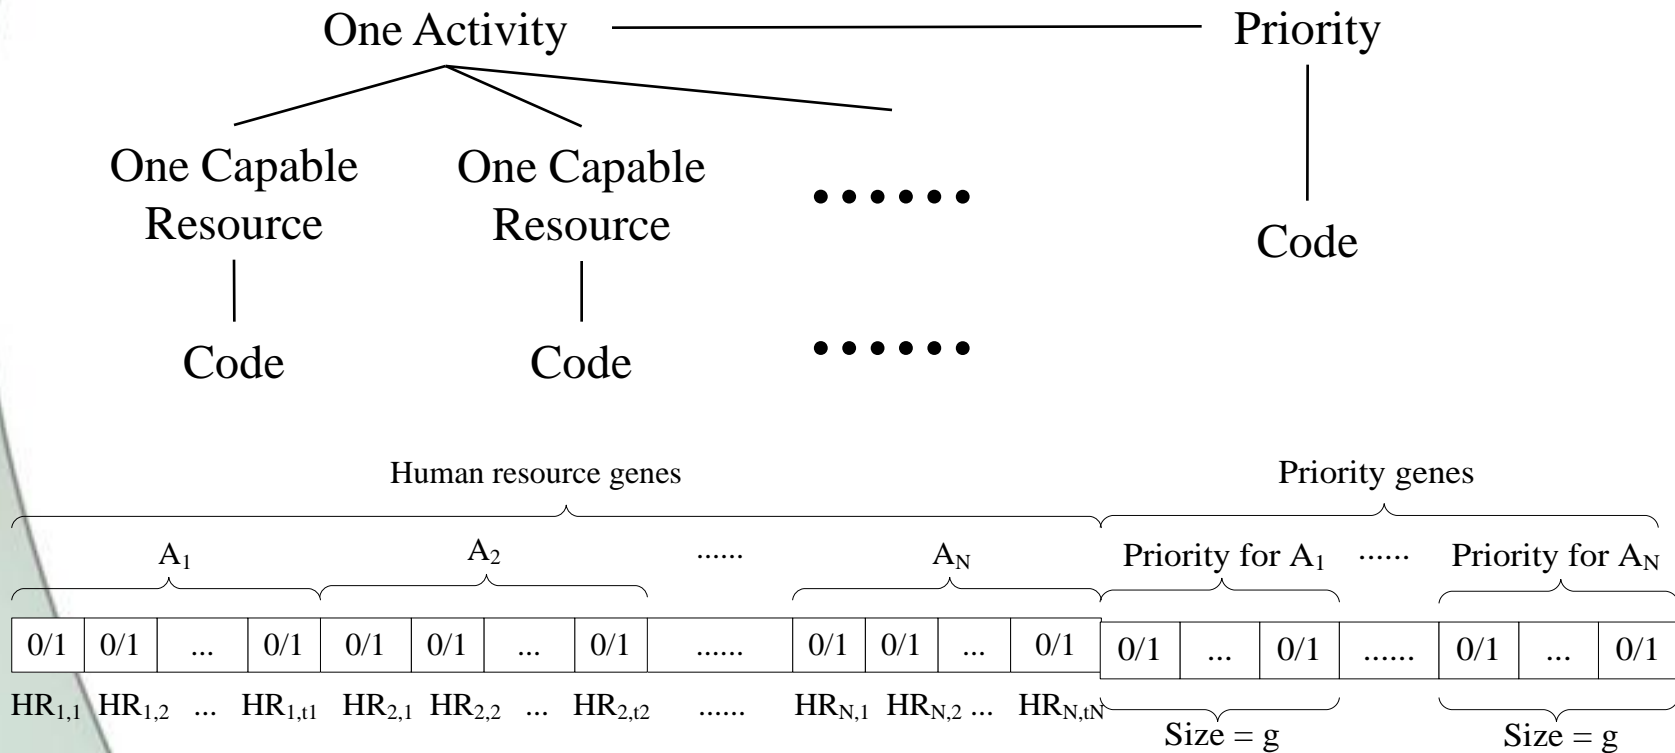 One Activity Priority
One Capable One Capable
Resource Resource
......
Code
Code Code ......
Human resource genes Priority genes
A1 A2 ...... AN Priority for A1 ...... Priority for AN
0/1 0/1 ... 0/1 0/1 0/1 ... 0/1 ...... 0/1 0/1 ... 0/1 0/1 ... 0/1 ...... 0/1 ... 0/1
HR1,1 HR1,2 ... HR1,t1 HR2,1 HR2,2 ... HR2,t2 ...... HRN,1 HRN,2 ... HRN,tN
Size = g Size = g